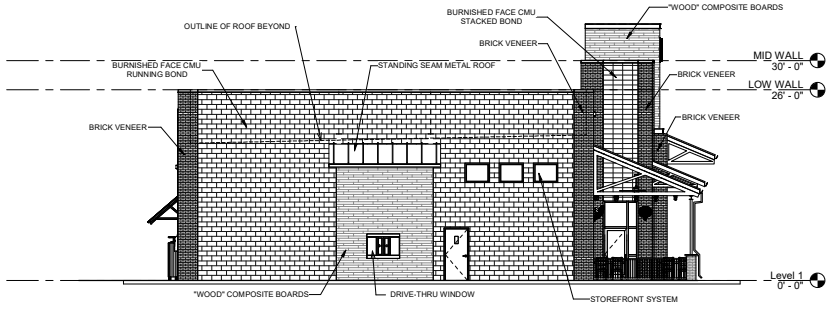 "WOOD" COMPOSITE BOARDS
BURNISHED FACE CMU
STACKED BOND
OUTLINE OF ROOF BEYOND
BRICK VENEER
MID WALL
30' - 0"
BURNISHED FACE CMU
RUNNING BOND
STANDING SEAM METAL ROOF
BRICK VENEER
LOW WALL
26' - 0"
BRICK VENEER
BRICK VENEER
Level 1
0' - 0"
"WOOD" COMPOSITE BOARDS
DRIVE-THRU WINDOW
STOREFRONT SYSTEM